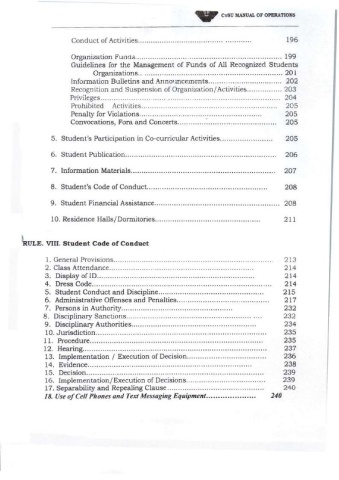 CvSU MANUAL OF OPERATIONS
Conduct of Activities................................................ 196
Organization Funds................................................ 199
Guidelines for the Management of Funds of All Recognized Students
Organizations................................................ 201
Information Bulletins and Announcements............................ 202
Recognition and Suspension of Organization/Activities................ 203
Privileges................................................ 204
Prohibited Activities................................................ 205
Penalty for Violations................................................ 205
Convocations, Fora and Concerts................................ 205
5. Student's Participation in Co-curricular Activities..................... 205
6. Student Publication................................................ 206
7. Information Materials................................................ 207
8. Student's Code of Conduct................................................ 208
9. Student Financial Assistance................................................ 208
10. Residence Halls/Dormitories........................................ 211
RULE. VIII. Student Code of Conduct
1. General Provisions................................................ 213
2. Class Attendance................................................ 214
3. Display of ID................................................ 214
4. Dress Code................................................ 214
5. Student Conduct and Discipline........................................ 215
6. Administrative Offenses and Penalties................................ 217
7. Persons in Authority................................................ 232
8. Disciplinary Sanctions................................................ 232
9. Disciplinary Authorities................................................ 234
10. Jurisdiction................................................ 235
11. Procedure................................................ 235
12. Hearing................................................ 237
13. Implementation / Execution of Decision................................ 236
14. Evidence................................................ 238
15. Decision................................................ 239
16. Implementation/Execution of Decisions................................ 239
17. Separability and Repealing Clause................................ 240
18. Use of Cell Phones and Text Messaging Equipment..................... 240